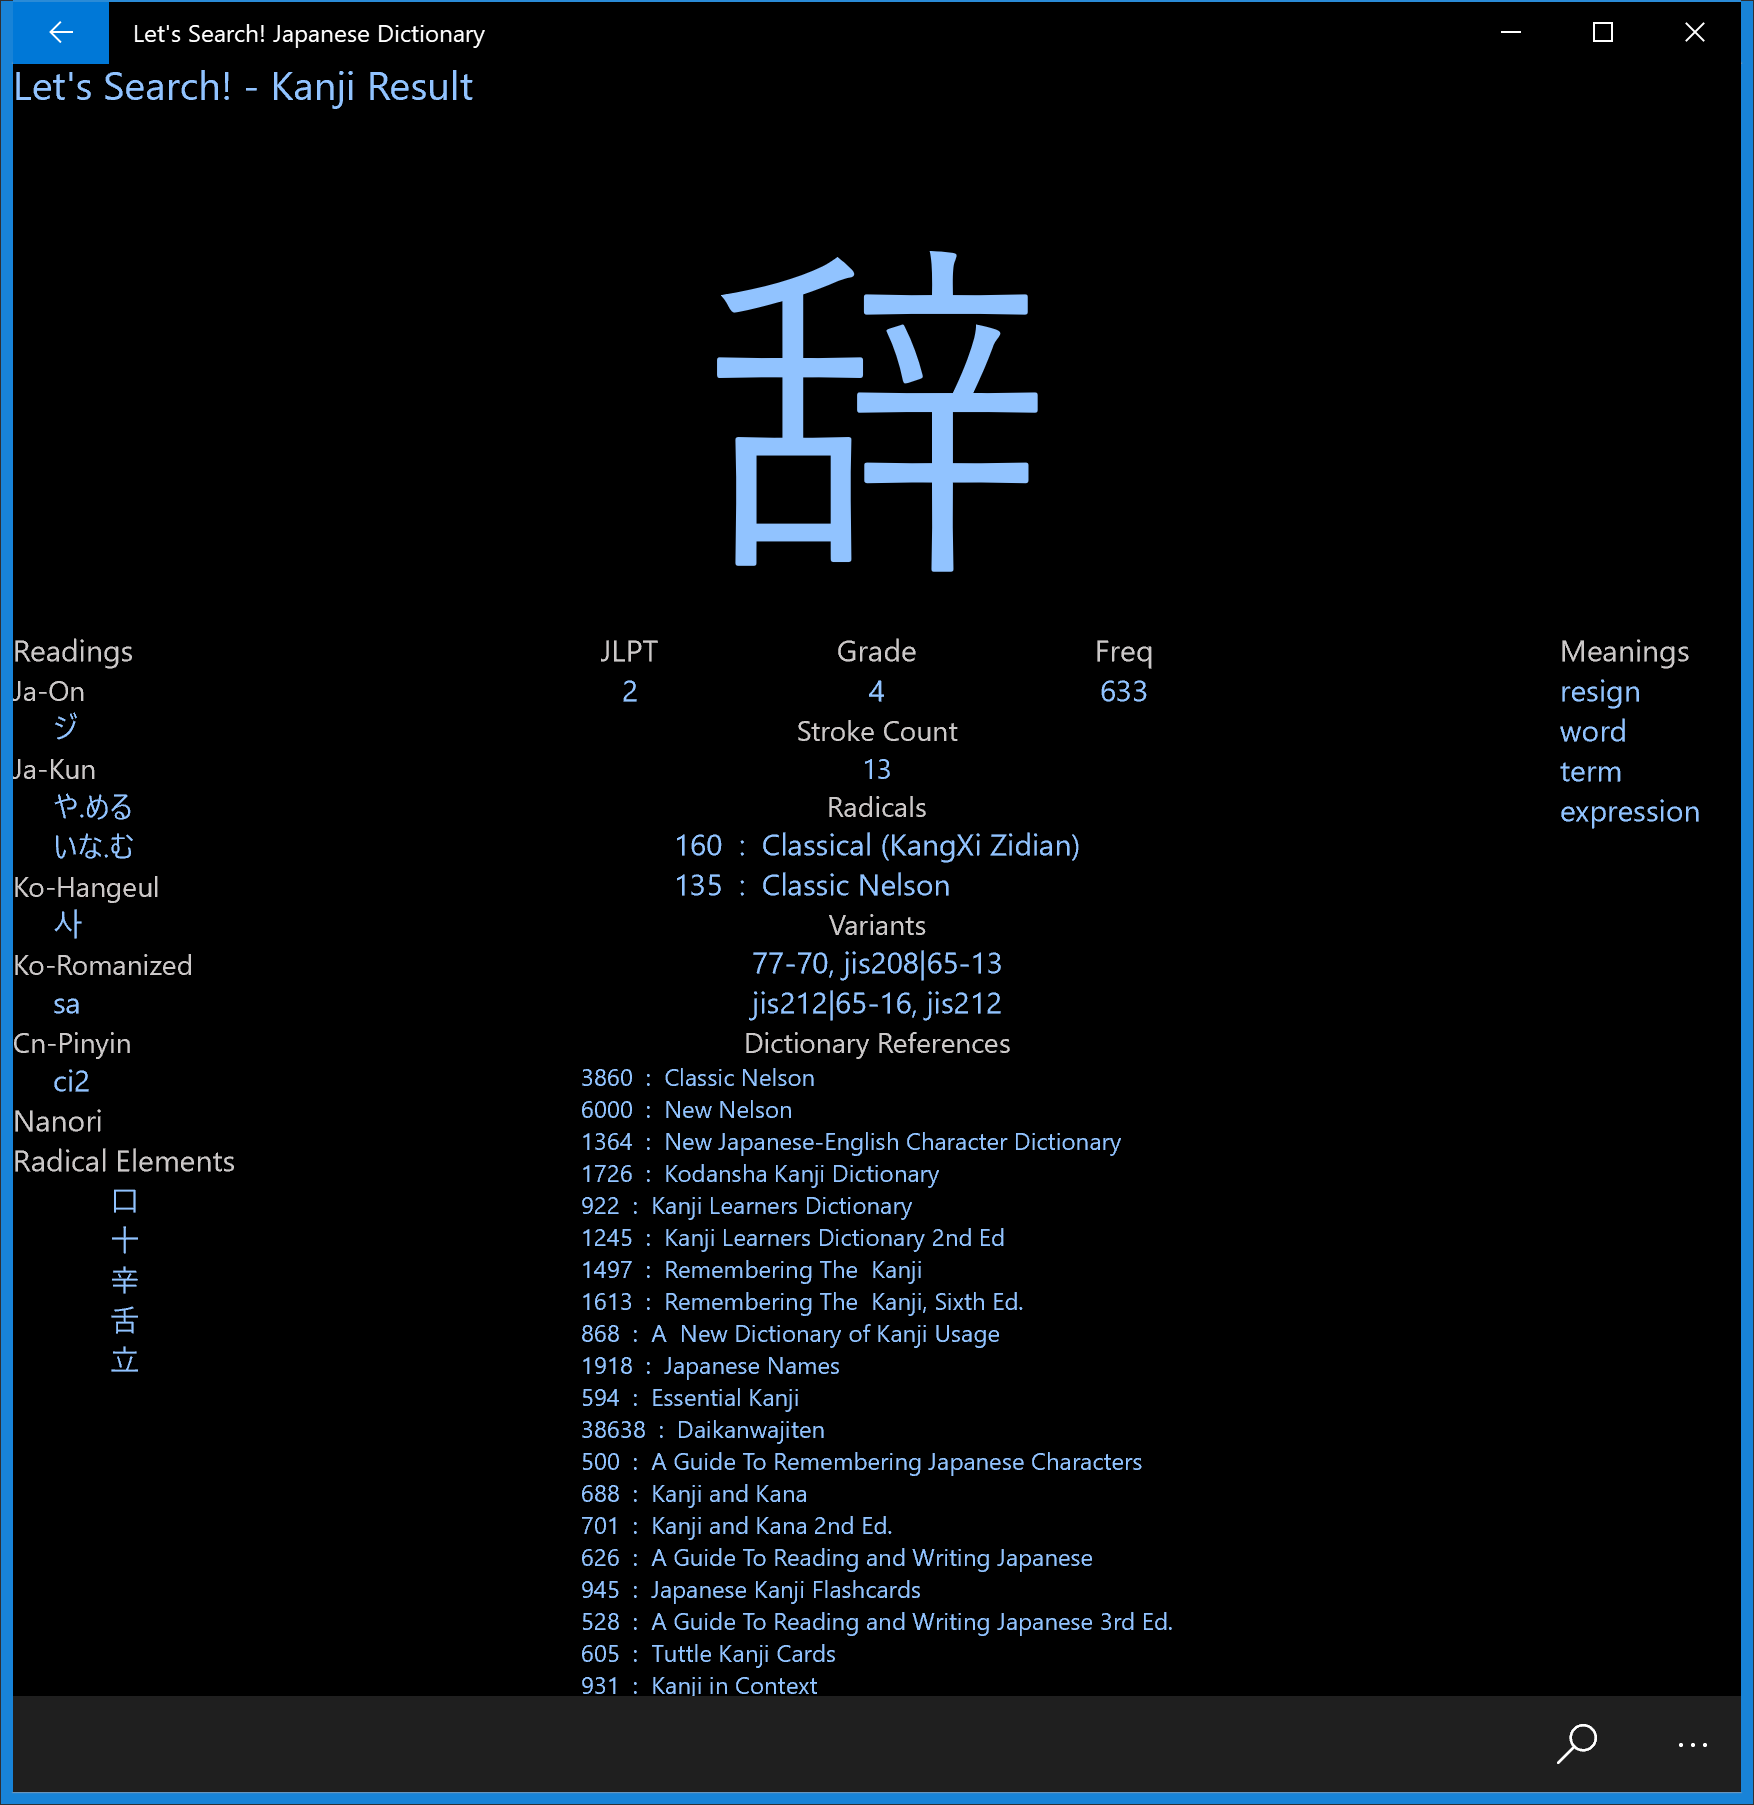 Let's Search! Japanese Dictionary
Let's Search! - Kanji Result
辞
Readings
Ja-On
ジ
Ja-Kun
や.める
いな.む
Ko-Hangeul
사
Ko-Romanized
sa
Cn-Pinyin
ci2
Nanori
Radical Elements
口
十
辛
舌
立
JLPT Grade Freq
2 4 633
Stroke Count
13
Radicals
160 : Classical (KangXi Zidian)
135 : Classic Nelson
Variants
77-70, jis208|65-13
jis212|65-16, jis212
Dictionary References
3860 : Classic Nelson
6000 : New Nelson
1364 : New Japanese-English Character Dictionary
1726 : Kodansha Kanji Dictionary
922 : Kanji Learners Dictionary
1245 : Kanji Learners Dictionary 2nd Ed
1497 : Remembering The  Kanji
1613 : Remembering The  Kanji, Sixth Ed.
868 : A  New Dictionary of Kanji Usage
1918 : Japanese Names
594 : Essential Kanji
38638 : Daikanwajiten
500 : A Guide To Remembering Japanese Characters
688 : Kanji and Kana
701 : Kanji and Kana 2nd Ed.
626 : A Guide To Reading and Writing Japanese
945 : Japanese Kanji Flashcards
528 : A Guide To Reading and Writing Japanese 3rd Ed.
605 : Tuttle Kanji Cards
931 : Kanji in Context
Meanings
resign
word
term
expression